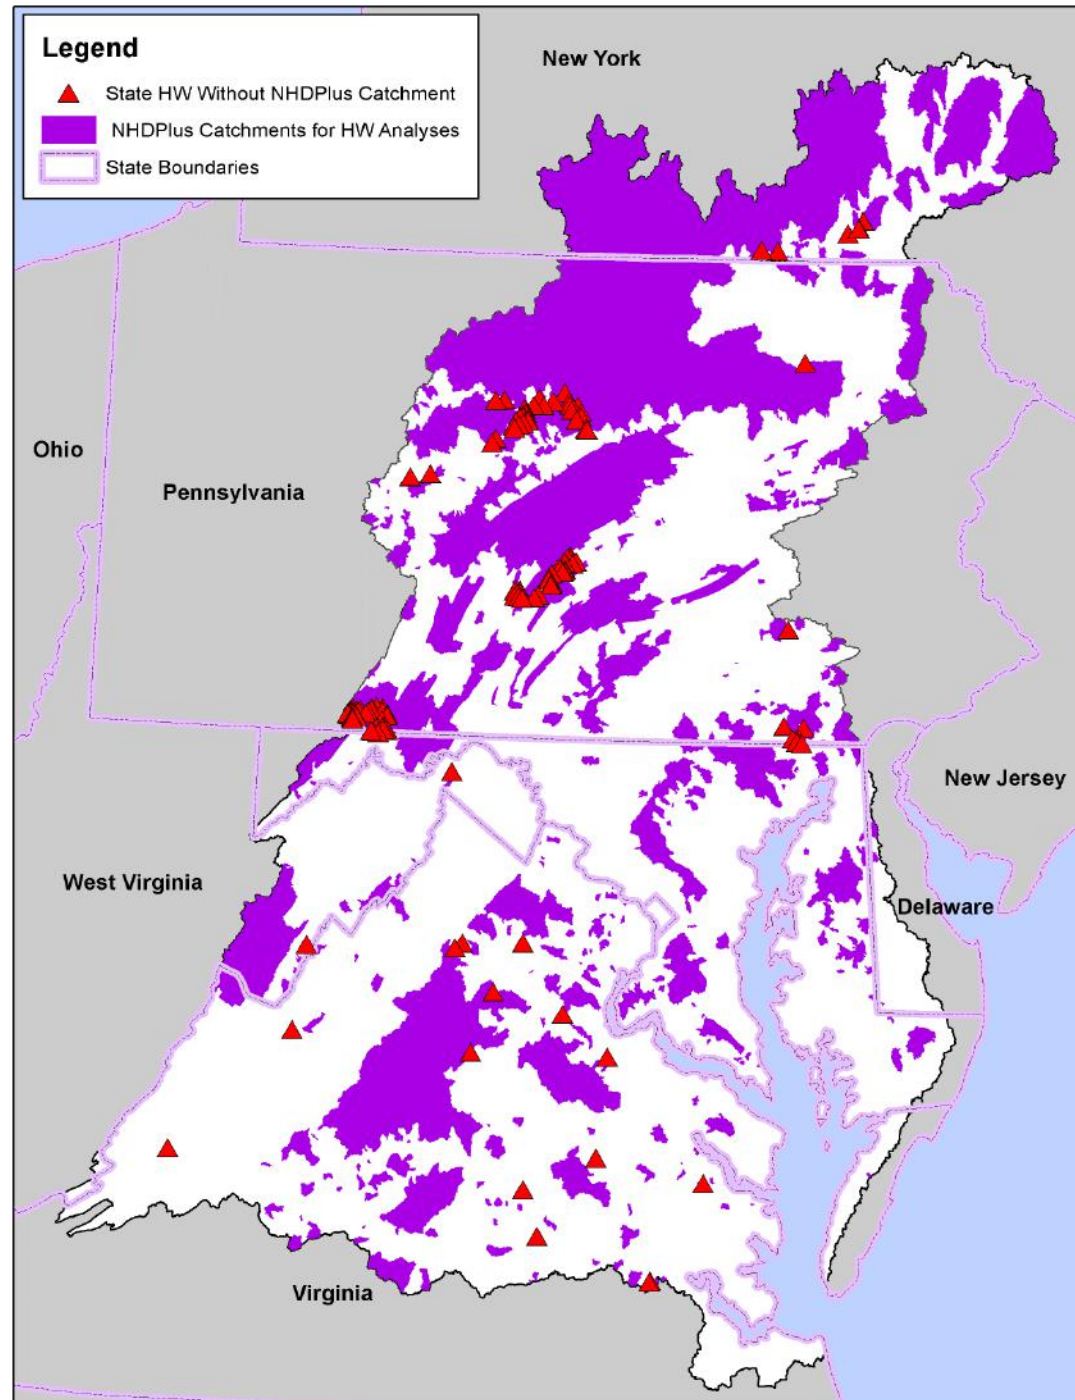 Legend
State HW Without NHDPlus Catchment
NHDPlus Catchments for HW Analyses
State Boundaries
New York
Ohio
Pennsylvania
New Jersey
West Virginia
Delaware
Virginia